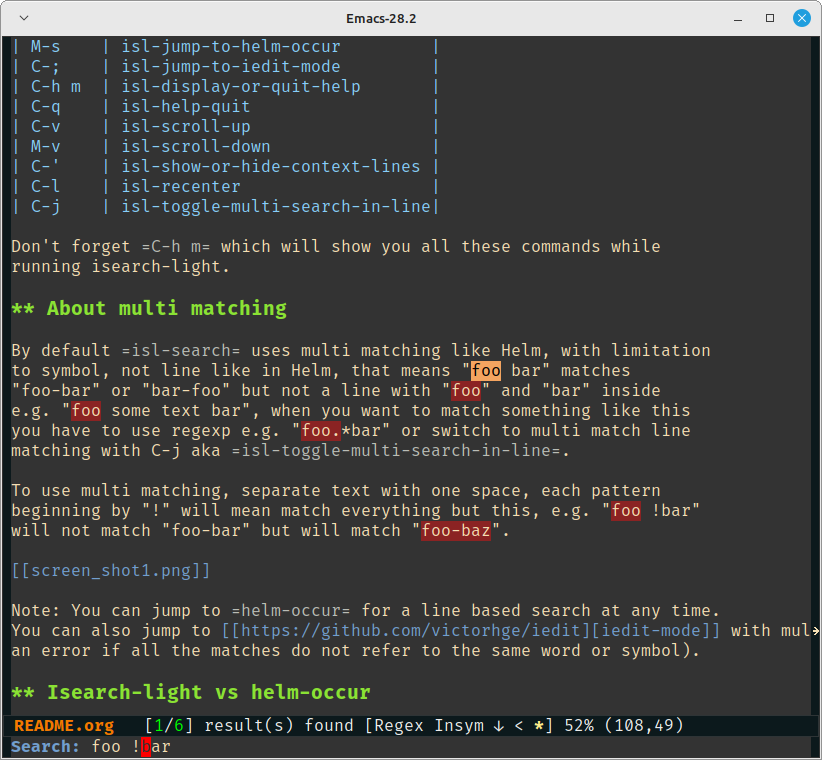 Emacs-28.2
| M-s    | isl-jump-to-helm-occur         |
| C-;    | isl-jump-to-iedit-mode         |
| C-h m  | isl-display-or-quit-help       |
| C-q    | isl-help-quit                  |
| C-v    | isl-scroll-up                  |
| M-v    | isl-scroll-down                |
| C-'    | isl-show-or-hide-context-lines |
| C-l    | isl-recenter                   |
| C-j    | isl-toggle-multi-search-in-line|
Don't forget =C-h m= which will show you all these commands while
running isearch-light.
** About multi matching
By default =isl-search= uses multi matching like Helm, with limitation
to symbol, not line like in Helm, that means "foo bar" matches
"foo-bar" or "bar-foo" but not a line with "foo" and "bar" inside
e.g. "foo some text bar", when you want to match something like this
you have to use regexp e.g. "foo.*bar" or switch to multi match line
matching with C-j aka =isl-toggle-multi-search-in-line=.
To use multi matching, separate text with one space, each pattern
beginning by "!" will mean match everything but this, e.g. "foo !bar"
will not match "foo-bar" but will match "foo-baz".
[[screen_shot1.png]]
Note: You can jump to =helm-occur= for a line based search at any time.
You can also jump to [[https://github.com/victorhge/iedit][iedit-mode]] with mul
an error if all the matches do not refer to the same word or symbol).
** Isearch-light vs helm-occur
README.org   [1/6] result(s) found [Regex Insym ↓ < *] 52% (108,49)
Search: foo !bar